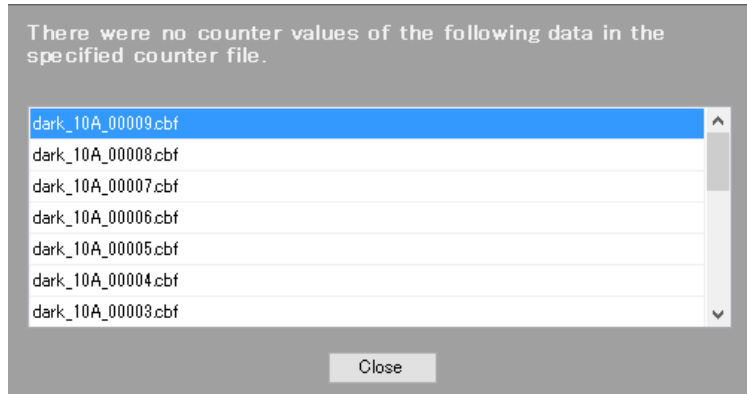 There were no counter values of the following data in the
specified counter file.
dark_10A_00009.cbf
dark_10A_00008.cbf
dark_10A_00007.cbf
dark_10A_00006.cbf
dark_10A_00005.cbf
dark_10A_00004.cbf
dark_10A_00003.cbf
Close